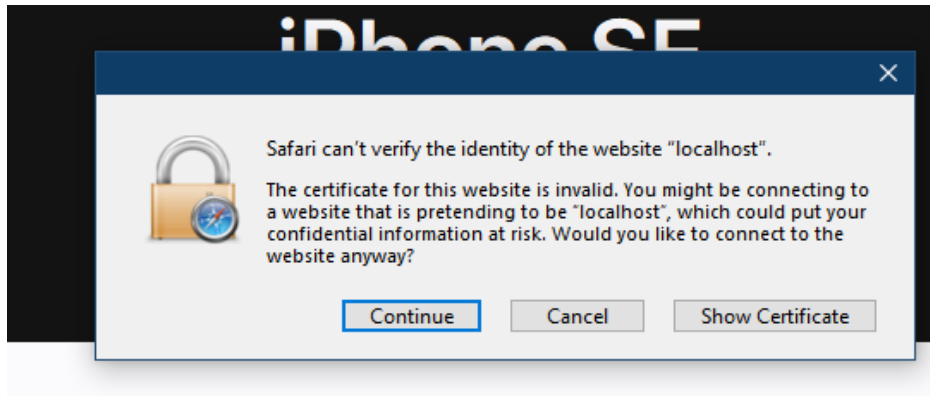 iPhone SE
Safari can't verify the identity of the website "localhost".
The certificate for this website is invalid. You might be connecting to
a website that is pretending to be "localhost", which could put your
confidential information at risk. Would you like to connect to the
website anyway?
Continue Cancel Show Certificate